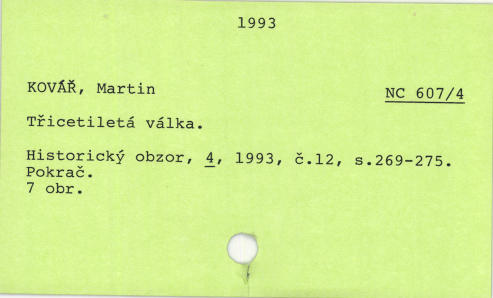 1993
KOVÁŘ, Martin NC 607/4
Třicetiletá válka.
Historický obzor, 4, 1993, č.12, s.269-275.
Pokrač.
7 obr.